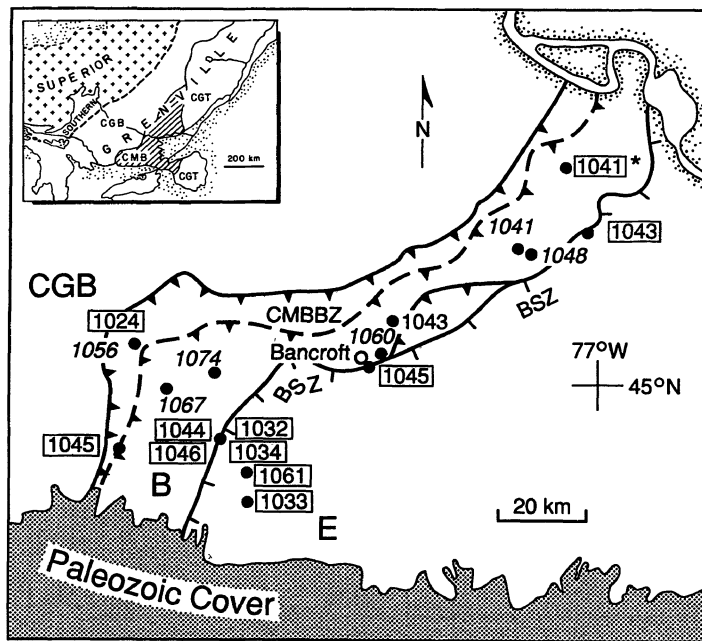 SUPERIOR
SOUTHERN
GRENVILLE
CGB
CGT
CMB
CGT
200 km
N
1041 *
1041
1048
1043
BSZ
CGB
CMBBZ
1024
1056
1074
1067
1060
1043
Bancroft
1045
BSZ
77°W
45°N
1044
1046
1032
1034
1045
1061
1033
B
E
20 km
Paleozoic Cover